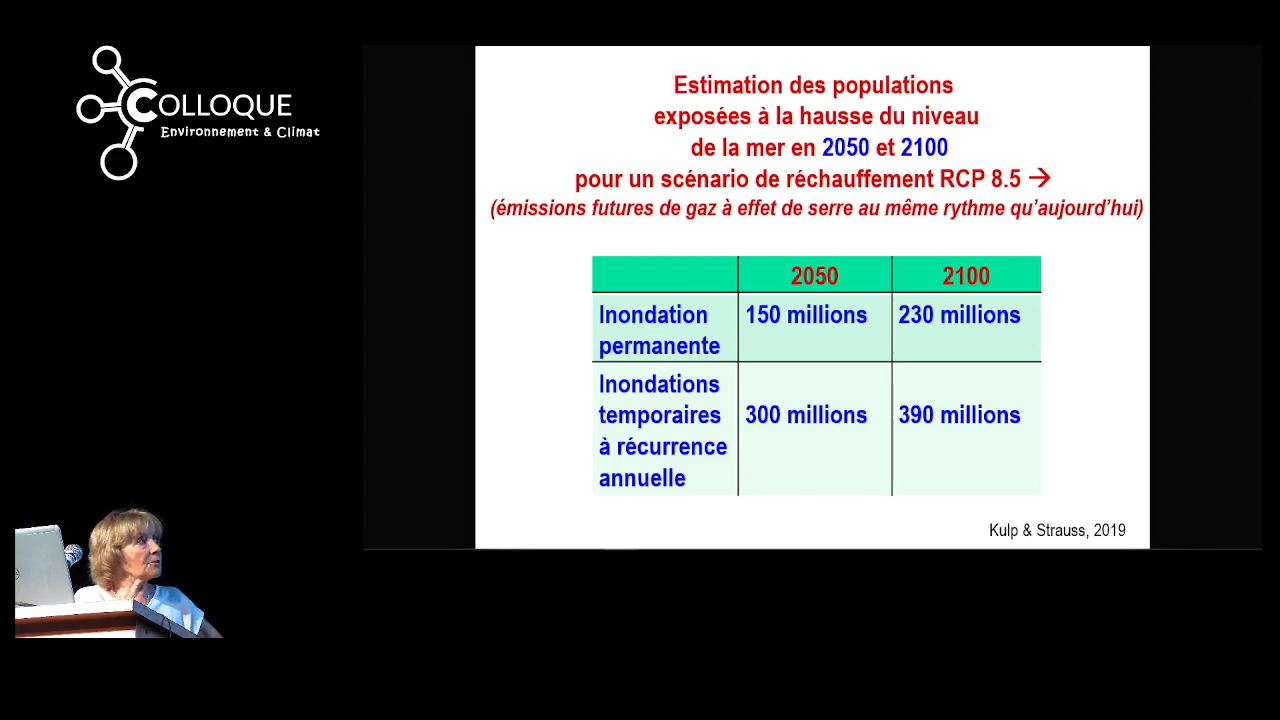 COLLOQUE
Environnement & Climat
Estimation des populations
exposées à la hausse du niveau
de la mer en 2050 et 2100
pour un scénario de réchauffement RCP 8.5 →
(émissions futures de gaz à effet de serre au même rythme qu'aujourd'hui)
2050 2100
Inondation
permanente
150 millions 230 millions
Inondations
temporaires
à récurrence
annuelle
300 millions 390 millions
Kulp & Strauss, 2019